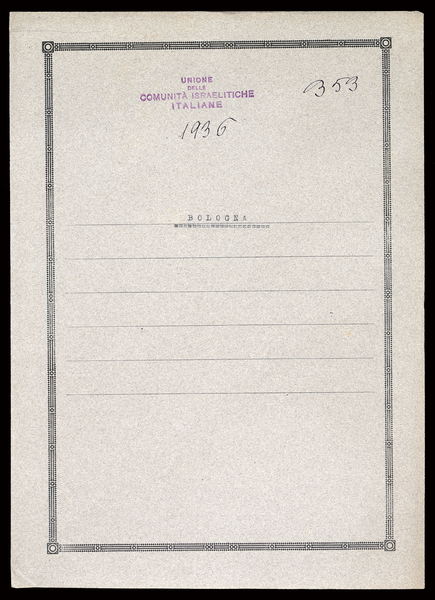 UNIONE
DELLE
COMUNITÀ ISRAELITICHE
ITALIANE
353
1936
BOLOGNA